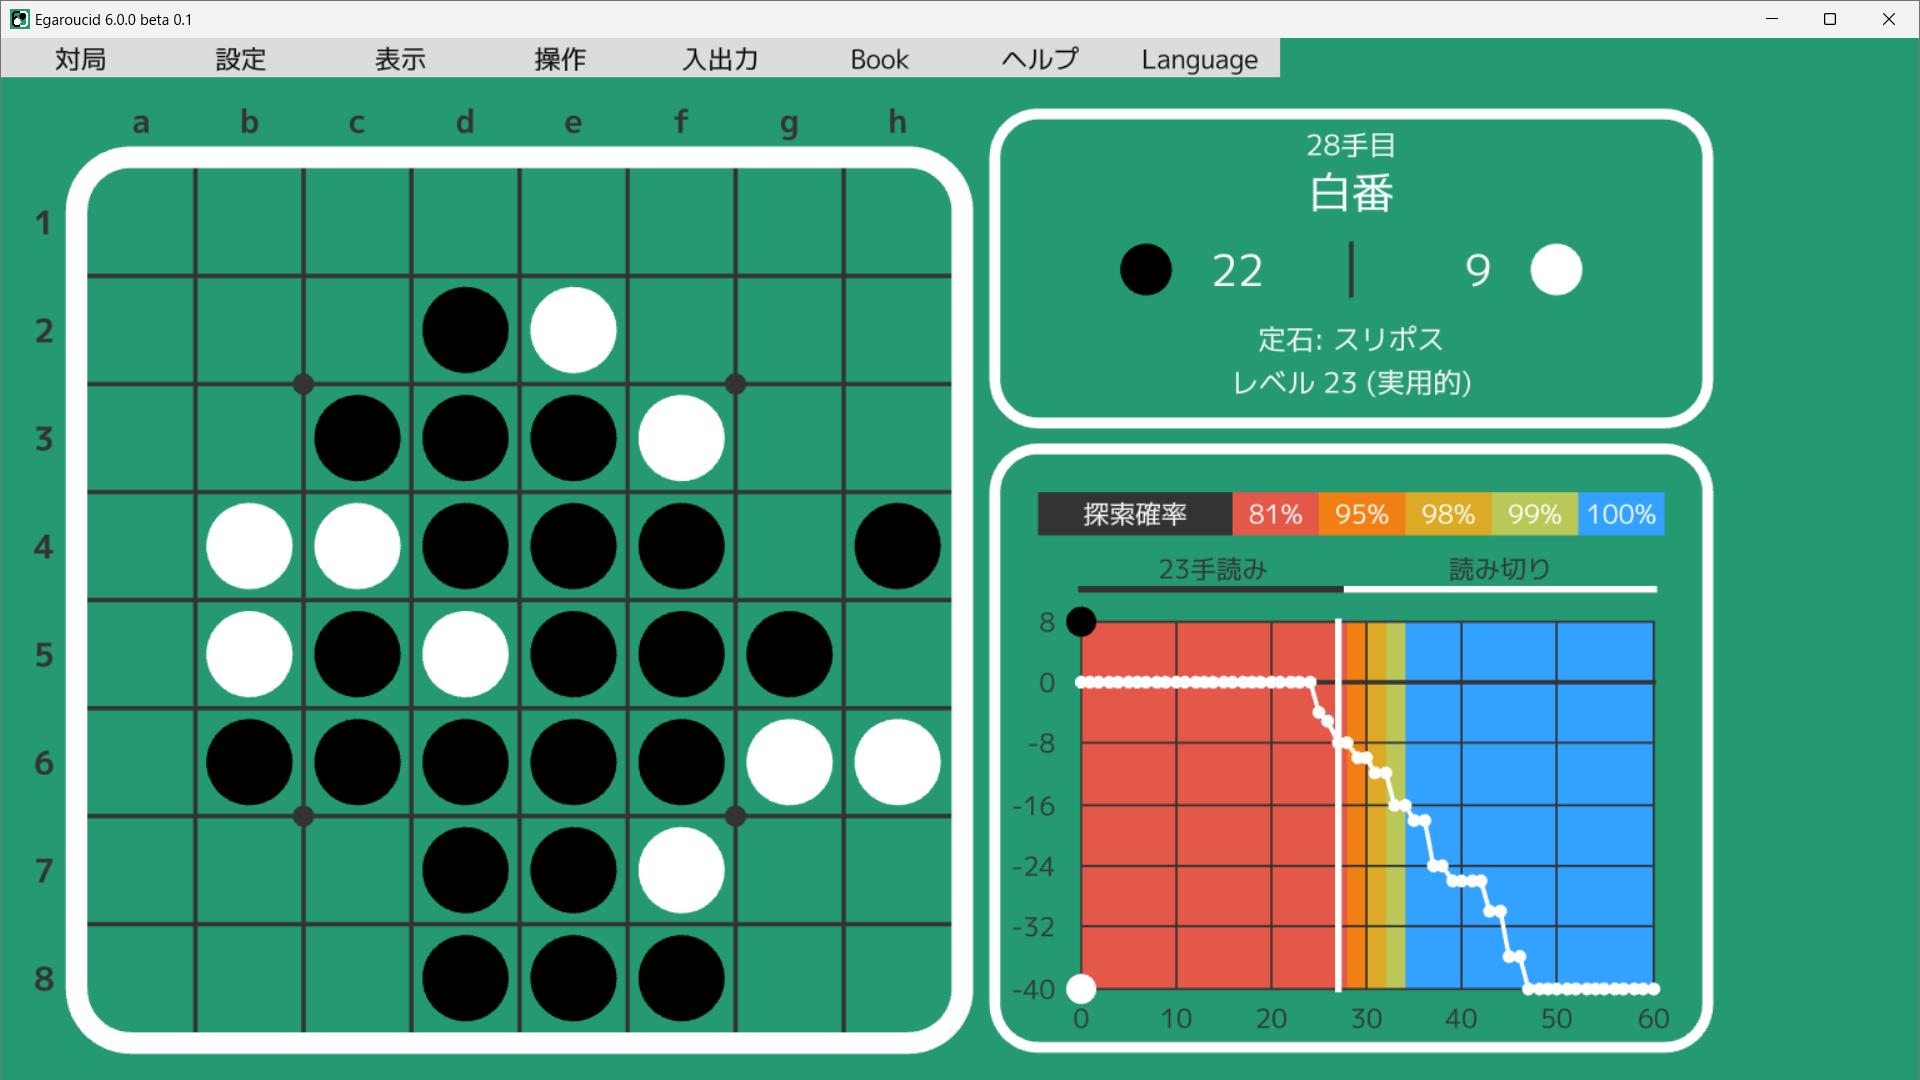 Egaroucid 6.0.0 beta 0.1
対局 設定 表示 操作 入出力 Book ヘルプ Language
a b c d e f g h
1
2
3
4
5
6
7
8
28手目
白番
22 9
定石: スリポス
レベル 23 (実用的)
探索確率 81% 95% 98% 99% 100%
23手読み 読み切り
8
0
-8
-16
-24
-32
-40
0 10 20 30 40 50 60